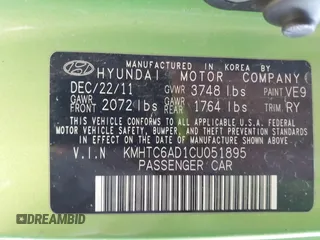 MANUFACTURED IN KOREA BY
HYUNDAI MOTOR COMPANY
DEC/22/11 GVWR 3748 lbs PAINT VE9
GAWR FRONT 2072 lbs GAWR REAR 1764 lbs TRIM RY
THIS VEHICLE CONFORMS TO ALL APPLICABLE
U.S. FEDERAL MOTOR VEHICLE SAFETY,
BUMPER, AND THEFT PREVENTION STANDARDS
IN EFFECT ON THE DATE OF MANUFACTURE
SHOWN ABOVE.
V.I.N KMHTC6AD1CU051895
PASSENGER CAR
DREAMBID